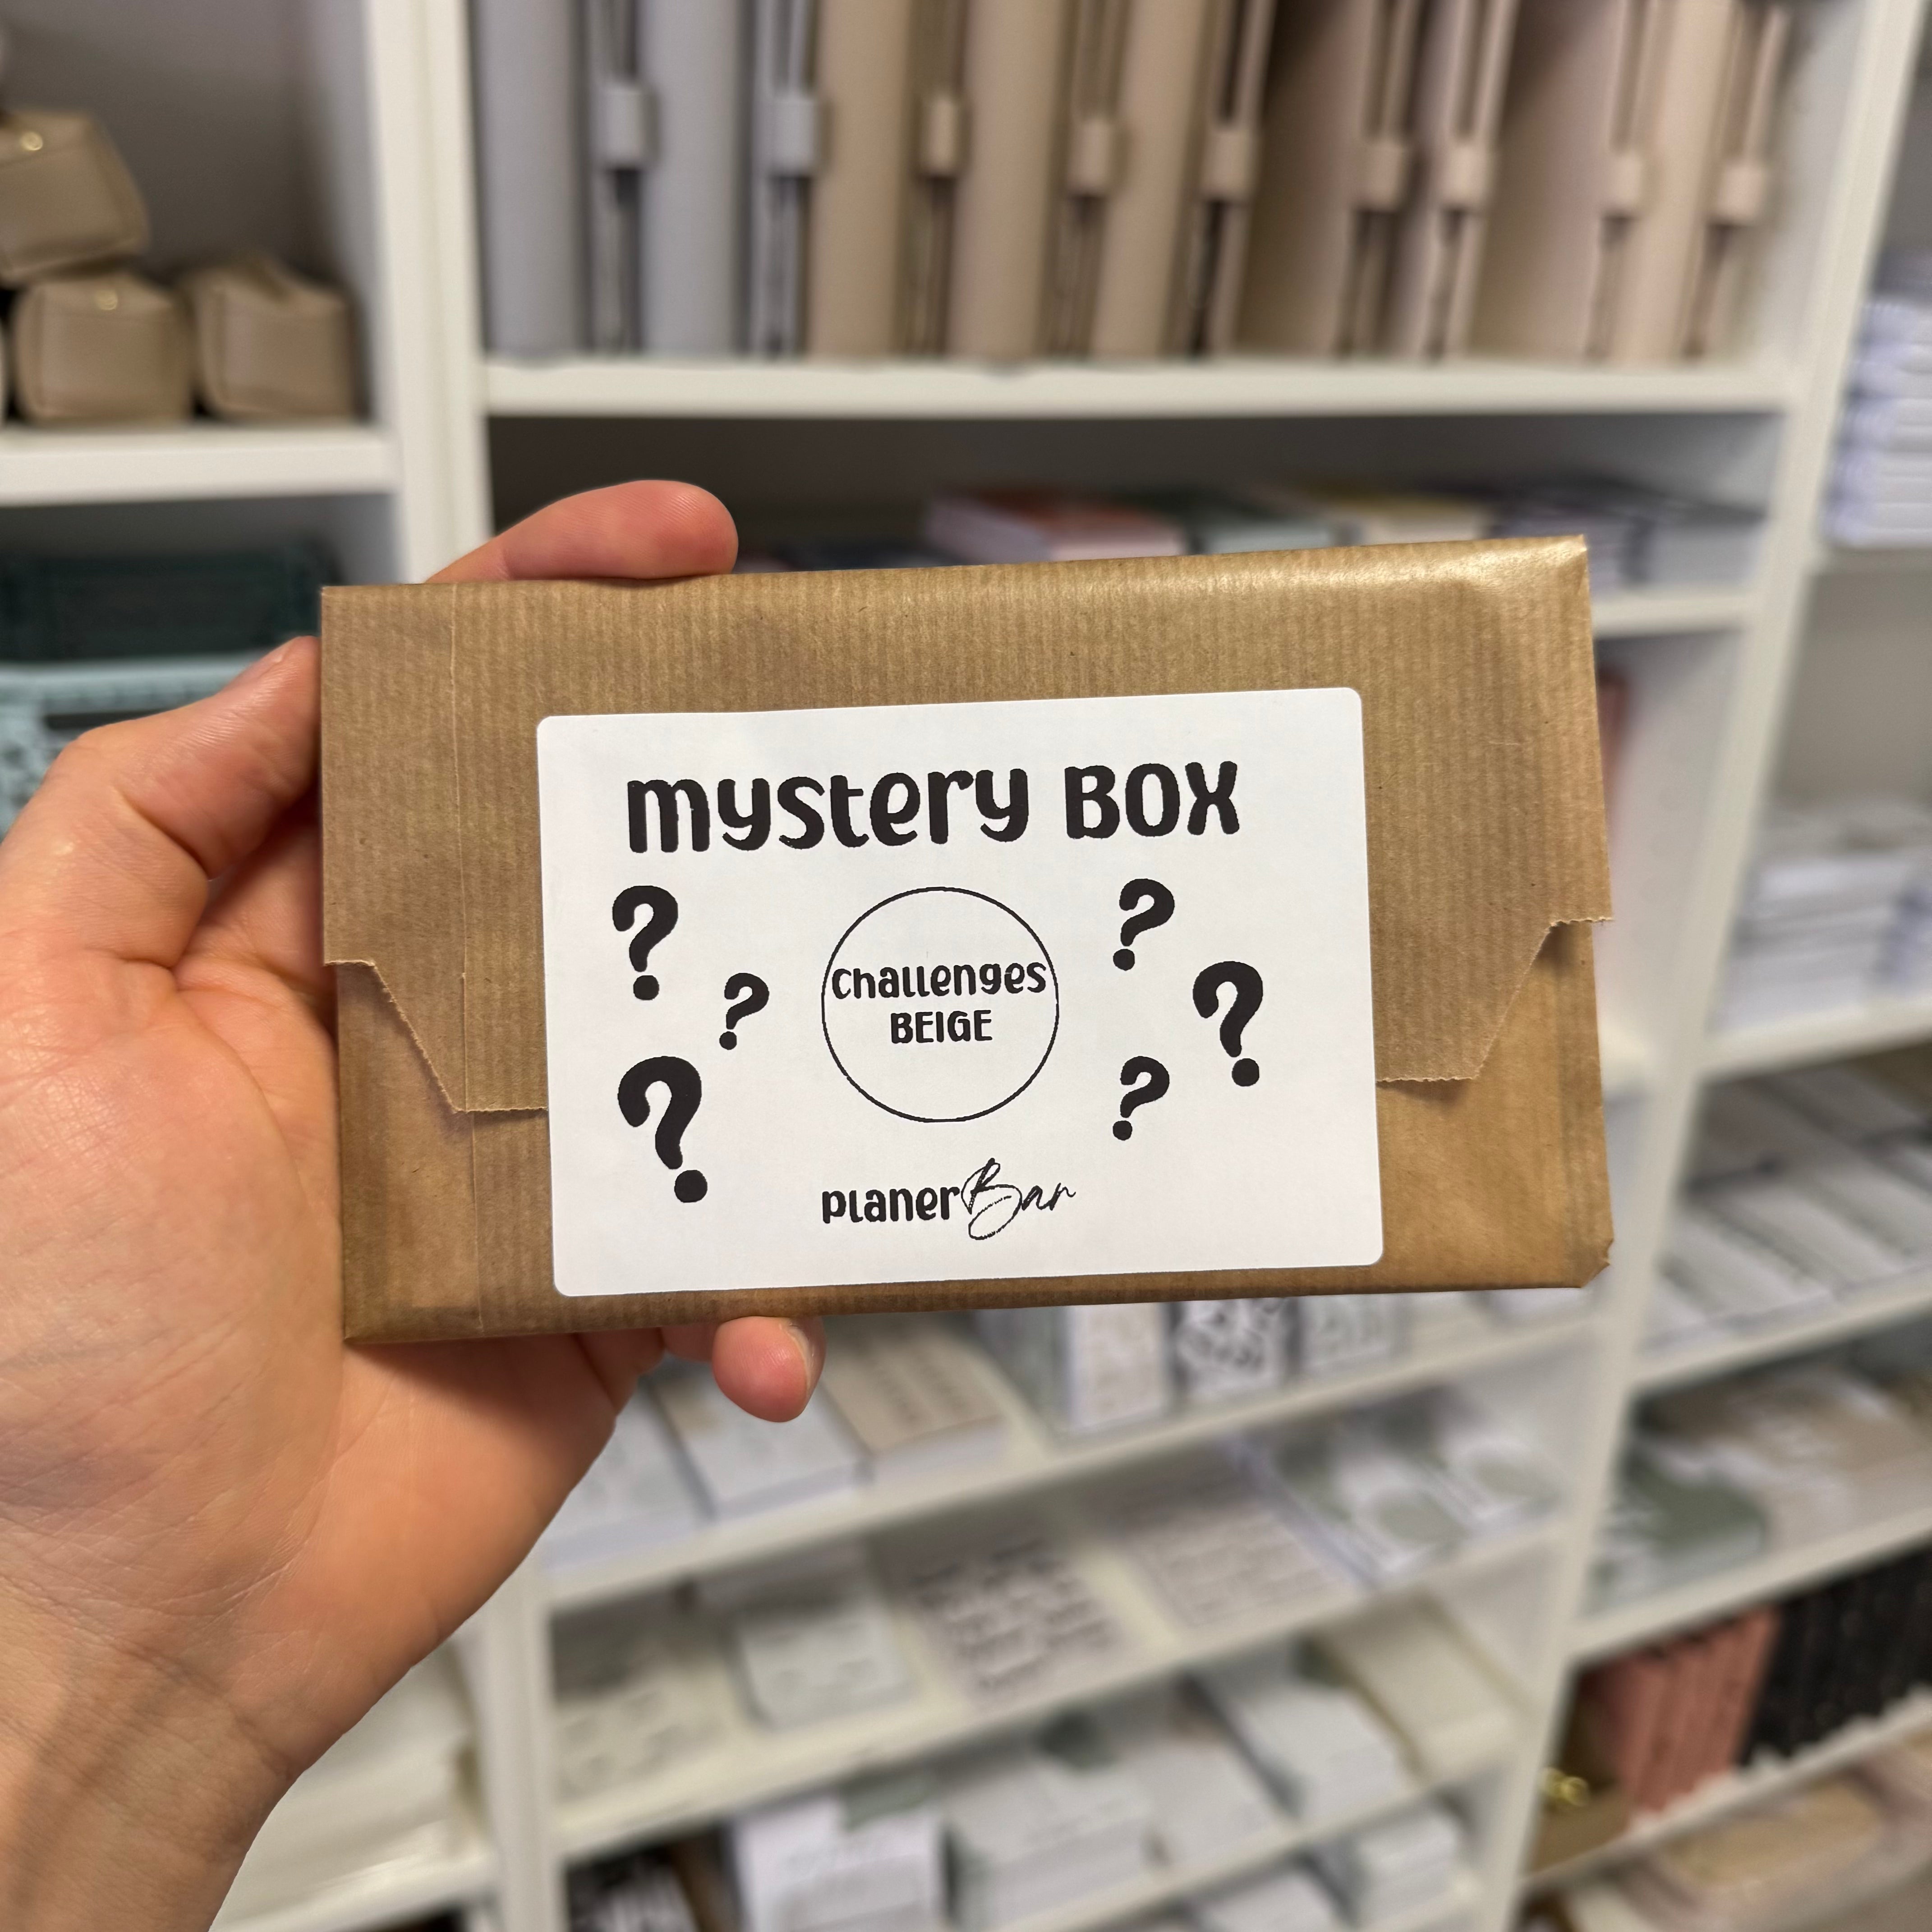 mystery BOX
? ?
? ?
Challenges
BEIGE
? ?
planerBar